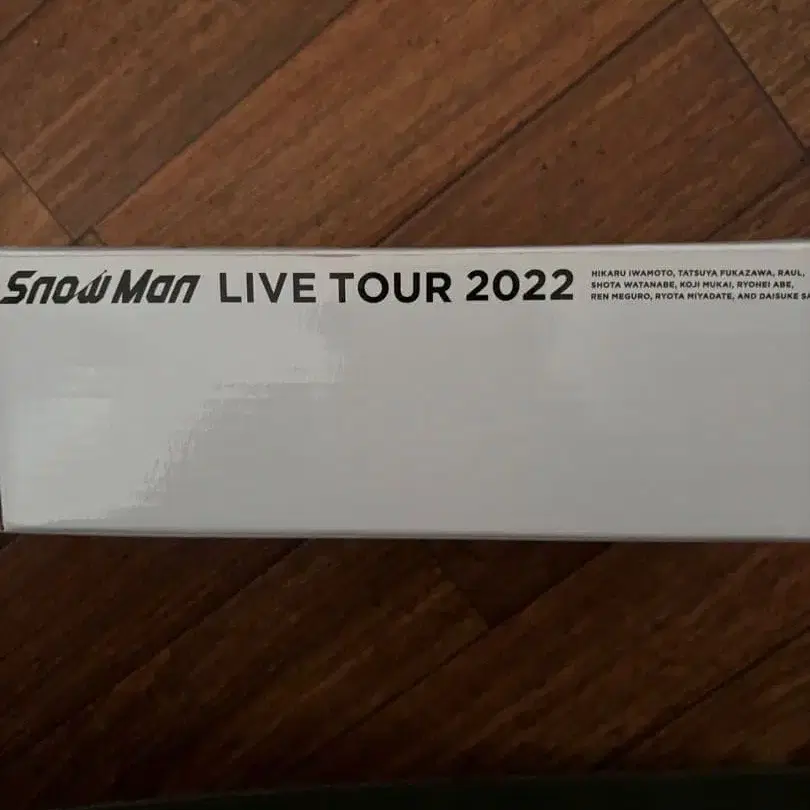 Snow Man LIVE TOUR 2022
HIKARU IWAMOTO, TATSUYA FUKAZAWA, RAUL,
SHOTA WATANABE, KOJI MUKAI, RYOHEI ABE,
REN MEGURO, RYOTA MIYADATE, AND DAISUKE